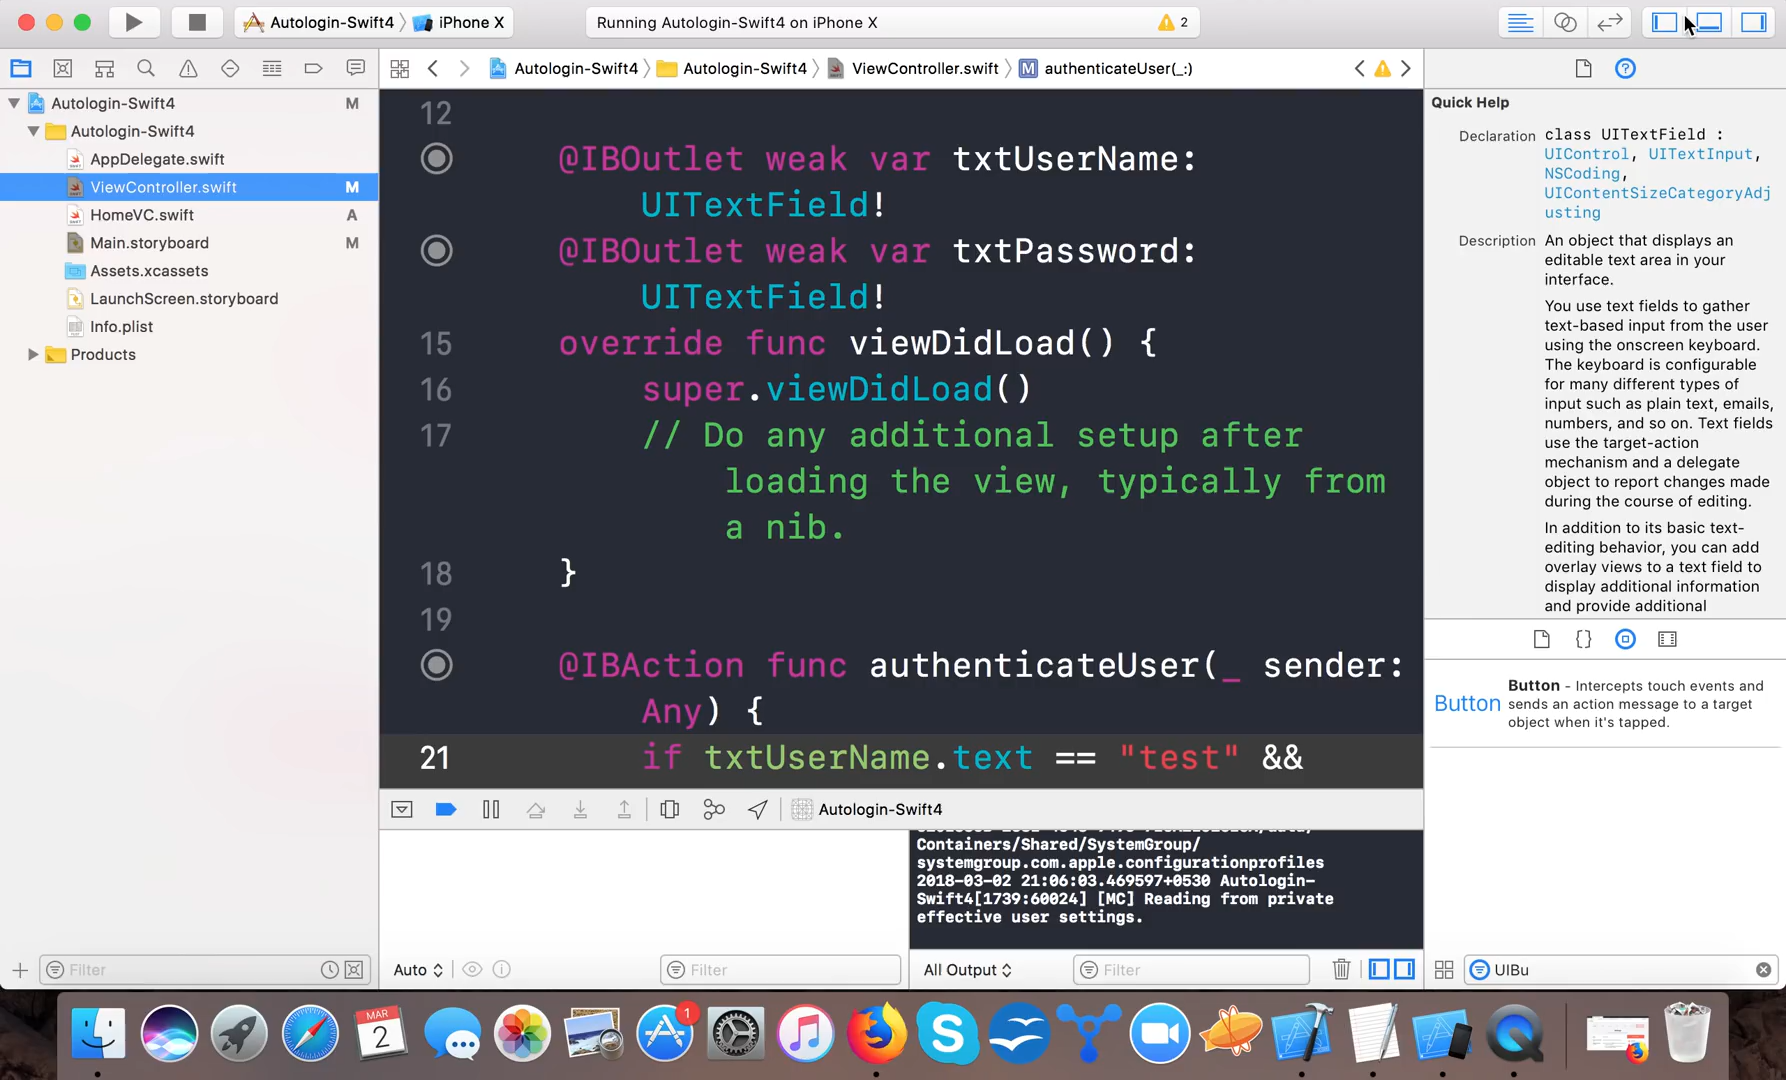 Autologin-Swift4 〉 iPhone X
Running Autologin-Swift4 on iPhone X
2
Autologin-Swift4 〉 Autologin-Swift4 〉 ViewController.swift 〉 M authenticateUser(_:)
Autologin-Swift4 M
Autologin-Swift4
AppDelegate.swift
ViewController.swift M
HomeVC.swift A
Main.storyboard M
Assets.xcassets
LaunchScreen.storyboard
Info.plist
Products
Filter
12
@IBOutlet weak var txtUserName:
UITextField!
@IBOutlet weak var txtPassword:
UITextField!
15 override func viewDidLoad() {
16 super.viewDidLoad()
17 // Do any additional setup after
loading the view, typically from
a nib.
18 }
19
@IBAction func authenticateUser(_ sender:
Any) {
21 if txtUserName.text == "test" &&
Autologin-Swift4
Containers/Shared/SystemGroup/
systemgroup.com.apple.configurationprofiles
2018-03-02 21:06:03.469597+0530 Autologin-
Swift4[1739:60024] [MC] Reading from private
effective user settings.
Auto
Filter
All Output
Filter
Quick Help
Declaration class UITextField :
UIControl, UITextInput,
NSCoding,
UIContentSizeCategoryAdj
usting
Description An object that displays an
editable text area in your
interface.
You use text fields to gather
text-based input from the user
using the onscreen keyboard.
The keyboard is configurable
for many different types of
input such as plain text, emails,
numbers, and so on. Text fields
use the target-action
mechanism and a delegate
object to report changes made
during the course of editing.
In addition to its basic text-
editing behavior, you can add
overlay views to a text field to
display additional information
and provide additional
Button
Button - Intercepts touch events and
sends an action message to a target
object when it's tapped.
UIBu
MAR
2
1